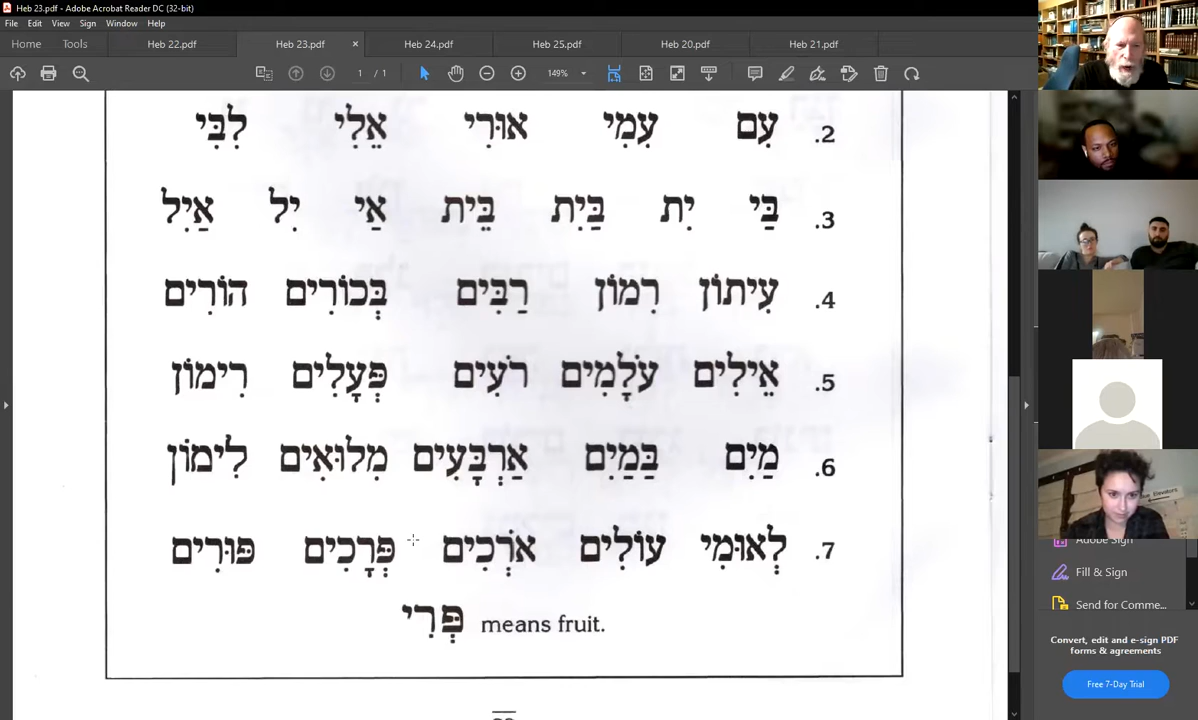 Heb 23.pdf - Adobe Acrobat Reader DC (32-bit)
File Edit View Sign Window Help
Home Tools Heb 22.pdf Heb 23.pdf × Heb 24.pdf Heb 25.pdf Heb 20.pdf Heb 21.pdf
1 / 1 149%
.2 עִם עִמִי אוּרִי אֵלִי לִבִּי
.3 בַּי יִת בַּיִת בֵּית אַי יִל אַיִל
.4 עִיתוֹן רִמוֹן רַבִּים בְּכוֹרִים הוֹרִים
.5 אֵילִים עֹלָמִים רֹעִים פְּעָלִים רִימוֹן
.6 מַיִם בַּמַיִם אַרְבָּעִים מִלוּאִים לִימוֹן
.7 לְאוּמִי עוֹלִים אֹרְכִים פְּרָכִים פּוּרִים
פְּרִי means fruit.
Adobe Sign
Fill & Sign
Send for Comme...
Convert, edit and e-sign PDF
forms & agreements
Free 7-Day Trial